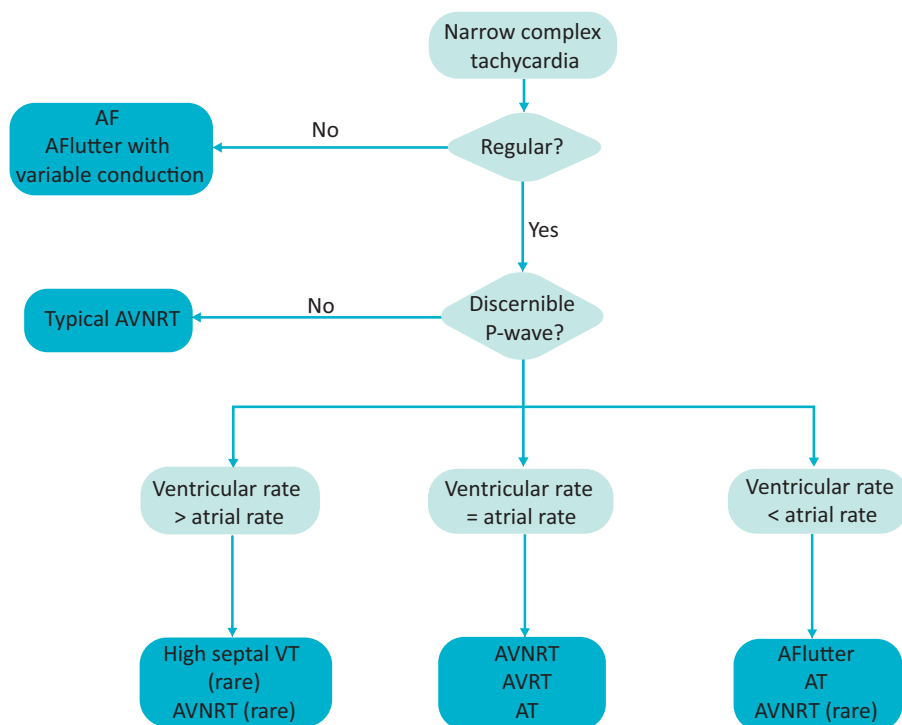 Narrow complex
tachycardia
Regular?
No
AF
AFlutter with
variable conduction
Yes
Discernible
P-wave?
No
Typical AVNRT
Ventricular rate
> atrial rate
Ventricular rate
= atrial rate
Ventricular rate
< atrial rate
High septal VT
(rare)
AVNRT (rare)
AVNRT
AVRT
AT
AFlutter
AT
AVNRT (rare)